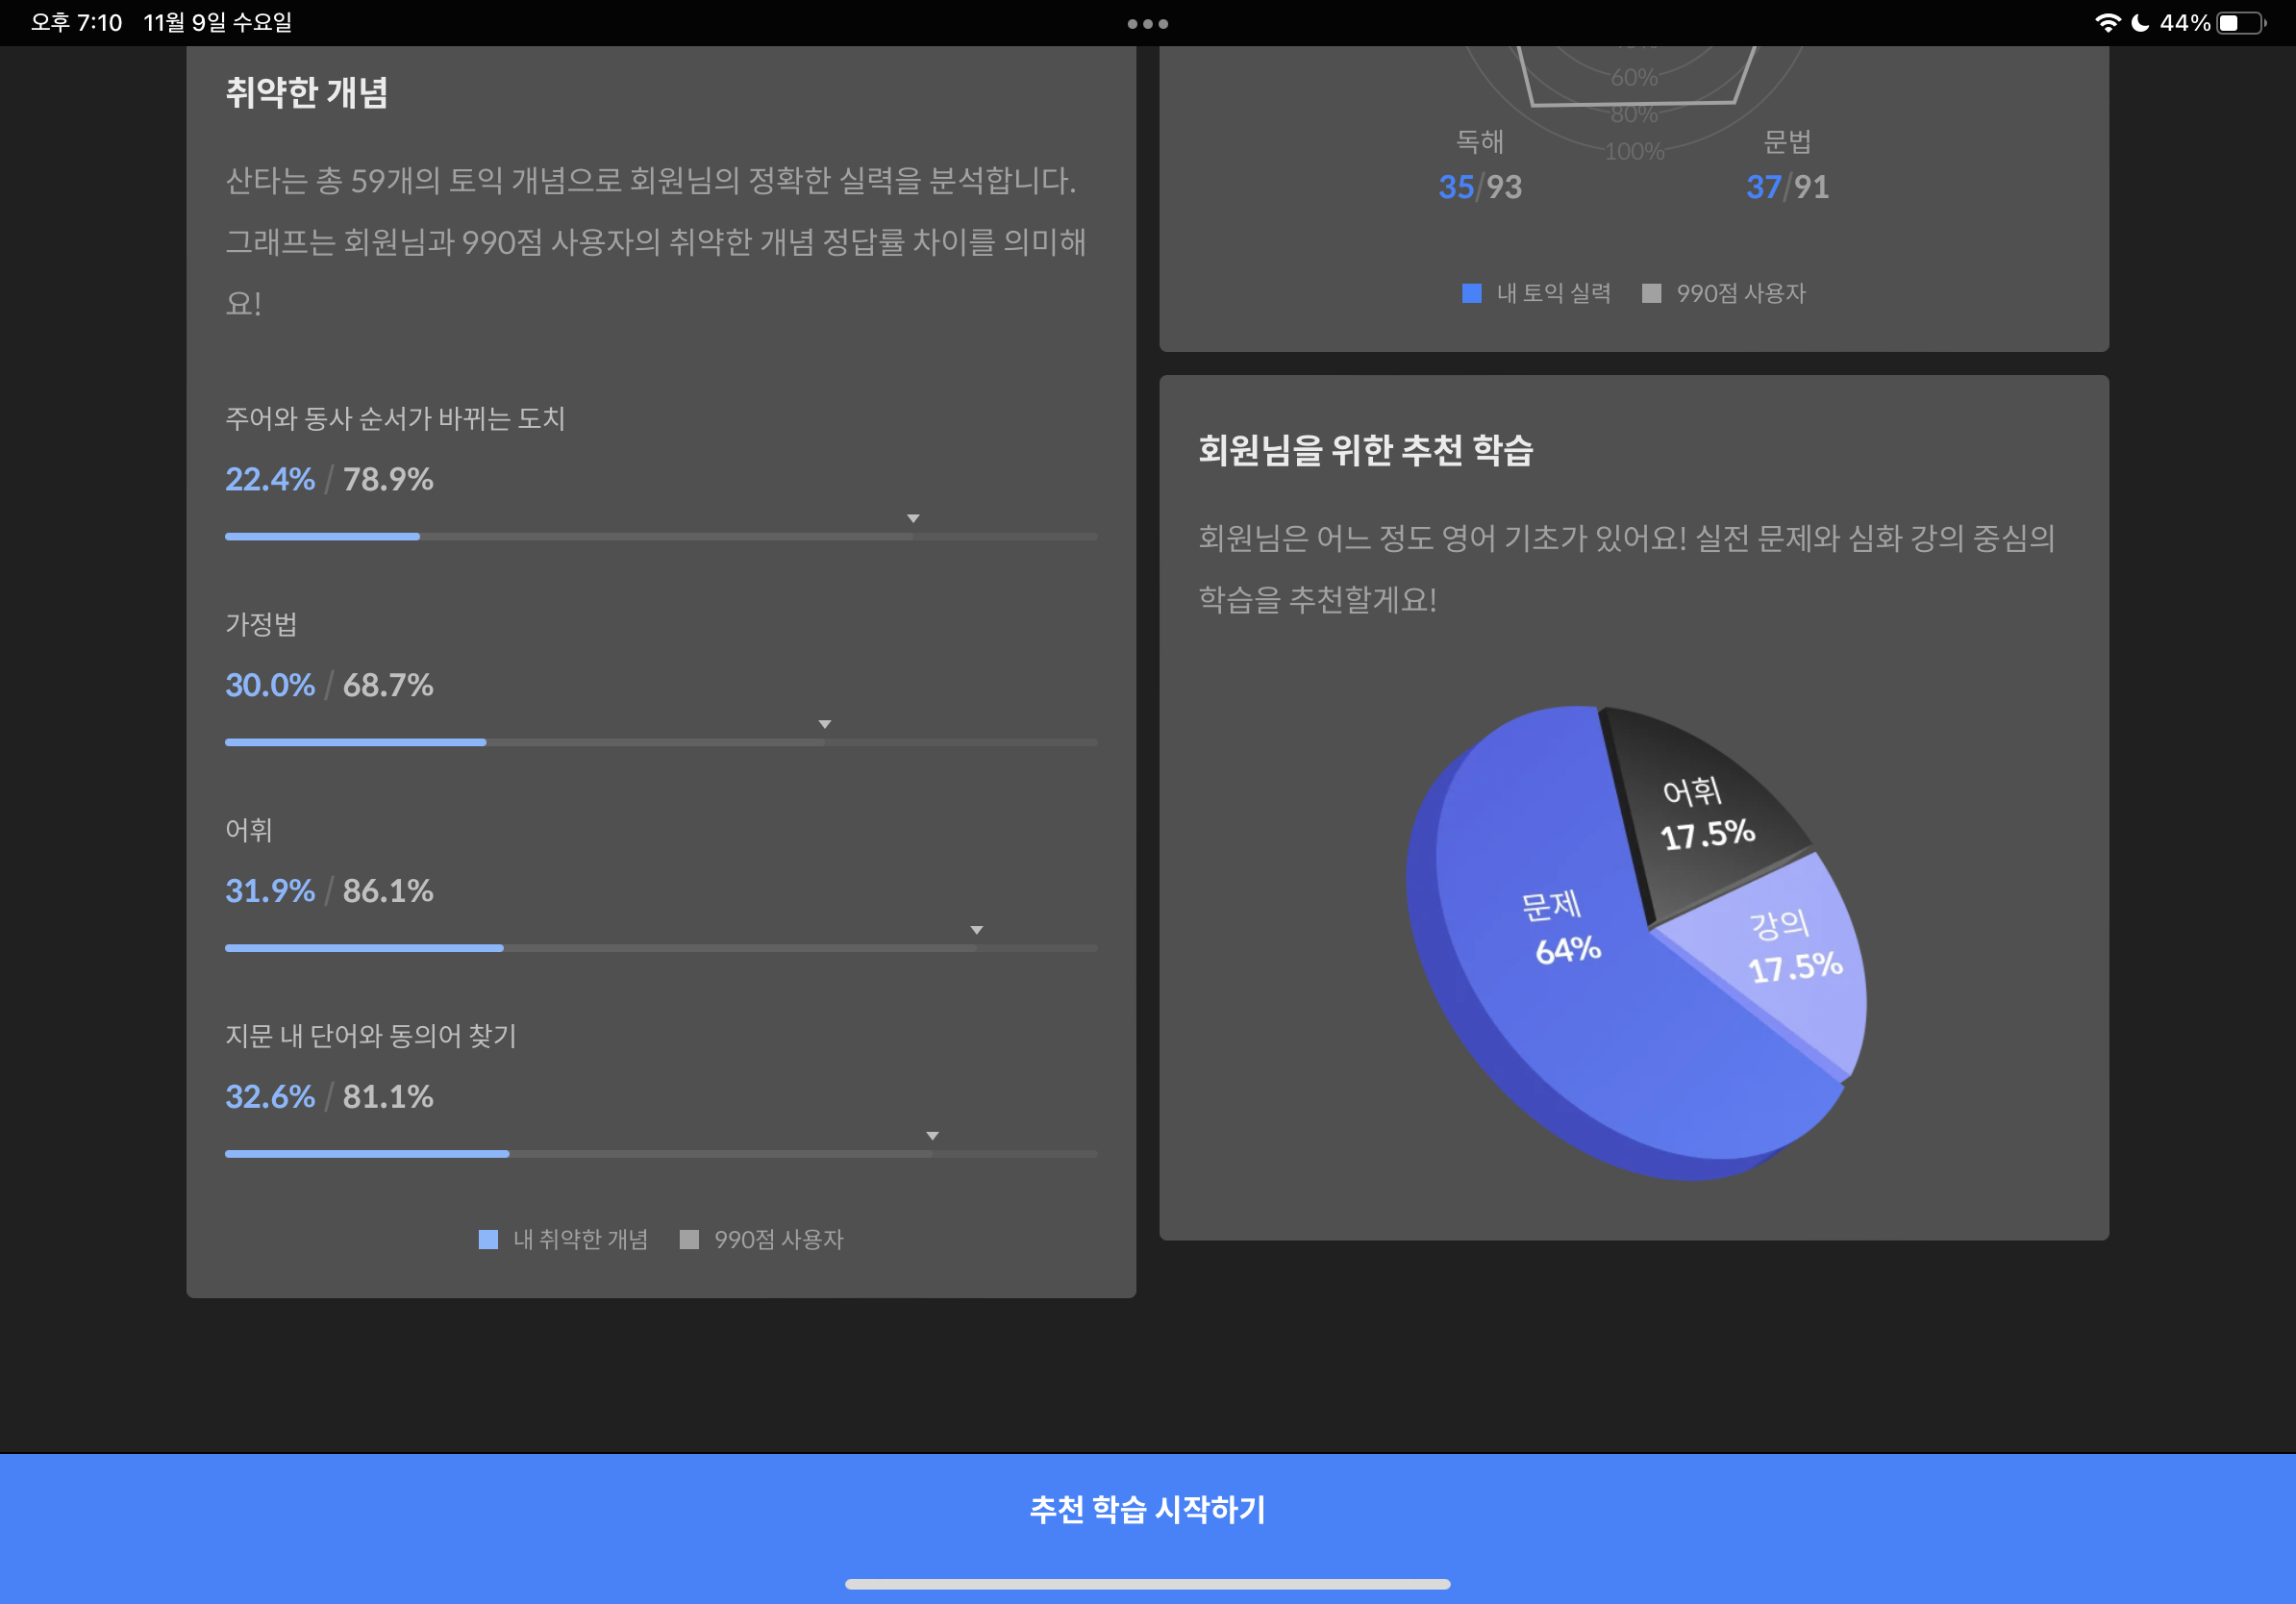 오후 7:10 11월 9일 수요일
44%
취약한 개념
산타는 총 59개의 토익 개념으로 회원님의 정확한 실력을 분석합니다.
그래프는 회원님과 990점 사용자의 취약한 개념 정답률 차이를 의미해
요!
주어와 동사 순서가 바뀌는 도치
22.4% / 78.9%
가정법
30.0% / 68.7%
어휘
31.9% / 86.1%
지문 내 단어와 동의어 찾기
32.6% / 81.1%
내 취약한 개념 990점 사용자
60%
80%
100%
독해
35/93
문법
37/91
내 토익 실력 990점 사용자
회원님을 위한 추천 학습
회원님은 어느 정도 영어 기초가 있어요! 실전 문제와 심화 강의 중심의
학습을 추천할게요!
어휘
17.5%
문제
64%
강의
17.5%
추천 학습 시작하기